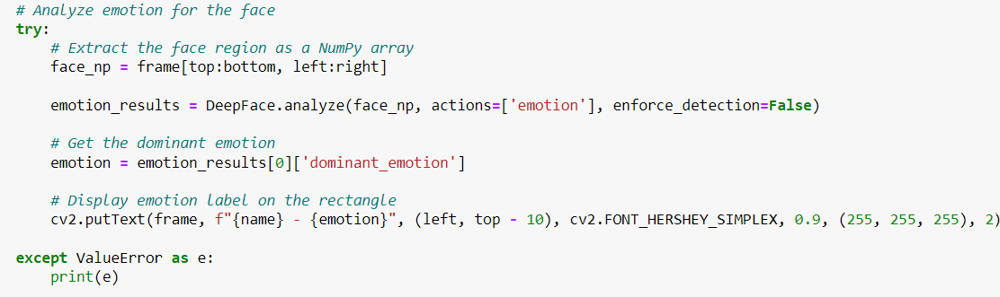 # Analyze emotion for the face
try:
    # Extract the face region as a NumPy array
    face_np = frame[top:bottom, left:right]

    emotion_results = DeepFace.analyze(face_np, actions=['emotion'], enforce_detection=False)

    # Get the dominant emotion
    emotion = emotion_results[0]['dominant_emotion']

    # Display emotion label on the rectangle
    cv2.putText(frame, f"{name} - {emotion}", (left, top - 10), cv2.FONT_HERSHEY_SIMPLEX, 0.9, (255, 255, 255), 2)

except ValueError as e:
    print(e)